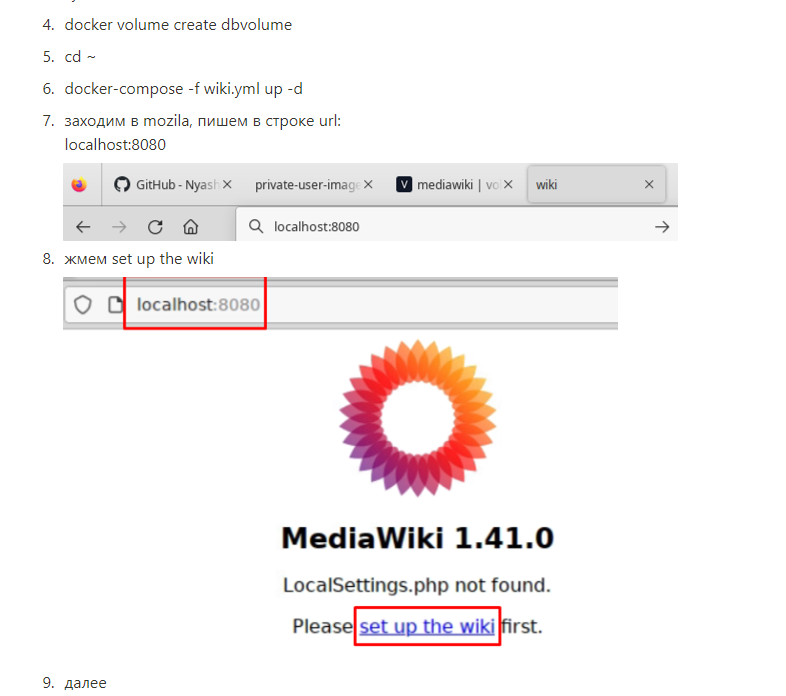 4. docker volume create dbvolume
5. cd ~
6. docker-compose -f wiki.yml up -d
7. заходим в mozila, пишем в строке url:
localhost:8080
GitHub - Nyash private-user-image mediawiki | vol wiki
localhost:8080
8. жмем set up the wiki
localhost:8080
MediaWiki 1.41.0
LocalSettings.php not found.
Please set up the wiki first.
9. далее